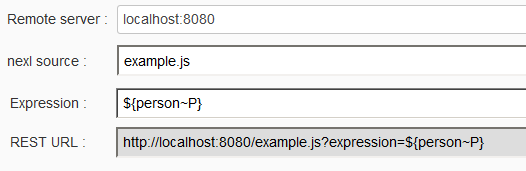 Remote server : localhost:8080
nexl source : example.js
Expression : ${person~P}
REST URL : http://localhost:8080/example.js?expression=${person~P}